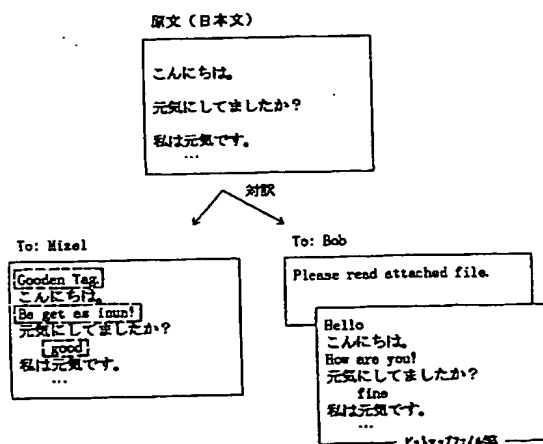 原文(日本文)
こんにちは。
元気にしてましたか?
私は元気です。
…
対訳
To: Mizel
Gooden Tag
こんにちは。
Be get es inun!
元気にしてましたか?
good
私は元気です。
…
To: Bob
Please read attached file.
Hello
こんにちは。
How are you!
元気にしてましたか?
fine
私は元気です。
…